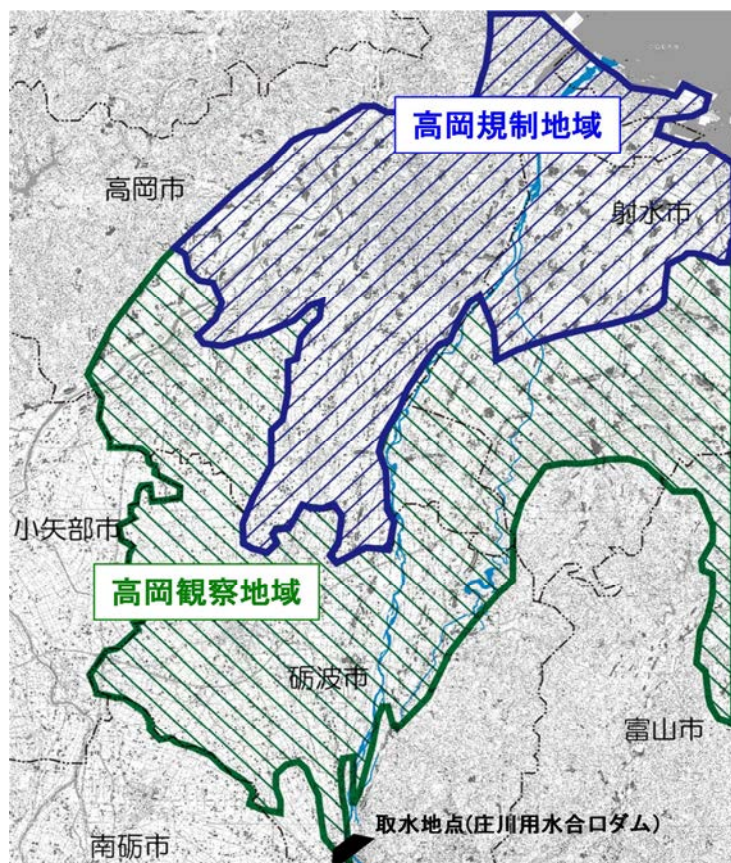 高岡規制地域
高岡市
射水市
小矢部市
高岡観察地域
砺波市
富山市
取水地点(庄川用水合口ダム)
南砺市